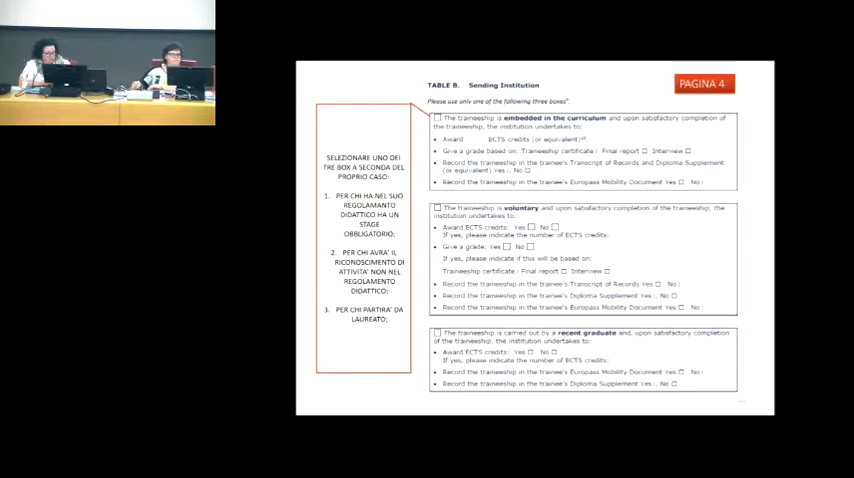 PAGINA 4
TABLE B. Sending Institution
Please use only one of the following three boxes
SELEZIONARE UNO DEI
TRE BOX A SECONDA DEL
PROPRIO CASO:
1. PER CHI HA NEL SUO
REGOLAMANTO
DIDATTICO HA UN
STAGE
OBBLIGATORIO;
2. PER CHI AVRA' IL
RICONOSCIMENTO DI
ATTIVITA' NON NEL
REGOLAMENTO
DIDATTICO;
3. PER CHI PARTIRA' DA
LAUREATO;
The traineeship is embedded in the curriculum and upon satisfactory completion of
the traineeship, the institution undertakes to:
• Award ECTS credits (or equivalent)
• Give a grade based on: Traineeship certificate Final report ☐ Interview ☐
• Record the traineeship in the trainee's Transcript of Records and Diploma Supplement
(or equivalent) Yes No ☐
• Record the traineeship in the trainee's Europass Mobility Document Yes ☐ No
☐ The traineeship is voluntary and upon satisfactory completion of the traineeship, the
institution undertakes to:
• Award ECTS credits: Yes ☐ No ☐
If yes, please indicate the number of ECTS credits:
• Give a grade: Yes ☐ No ☐
If yes, please indicate if this will be based on:
Traineeship certificate Final report ☐ Interview ☐
• Record the traineeship in the trainee's Transcript of Records Yes ☐ No
• Record the traineeship in the trainee's Diploma Supplement Yes No ☐
• Record the traineeship in the trainee's Europass Mobility Document Yes ☐ No
☐ The traineeship is carried out by a recent graduate and, upon satisfactory completion
of the traineeship, the institution undertakes to:
• Award ECTS credits: Yes ☐ No ☐
If yes, please indicate the number of ECTS credits:
• Record the traineeship in the trainee's Europass Mobility Document Yes ☐ No
• Record the traineeship in the trainee's Diploma Supplement Yes No ☐